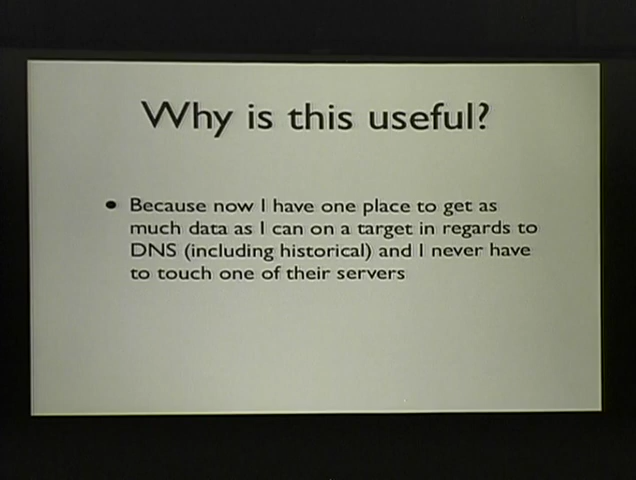 Why is this useful?
• Because now I have one place to get as
much data as I can on a target in regards to
DNS (including historical) and I never have
to touch one of their servers